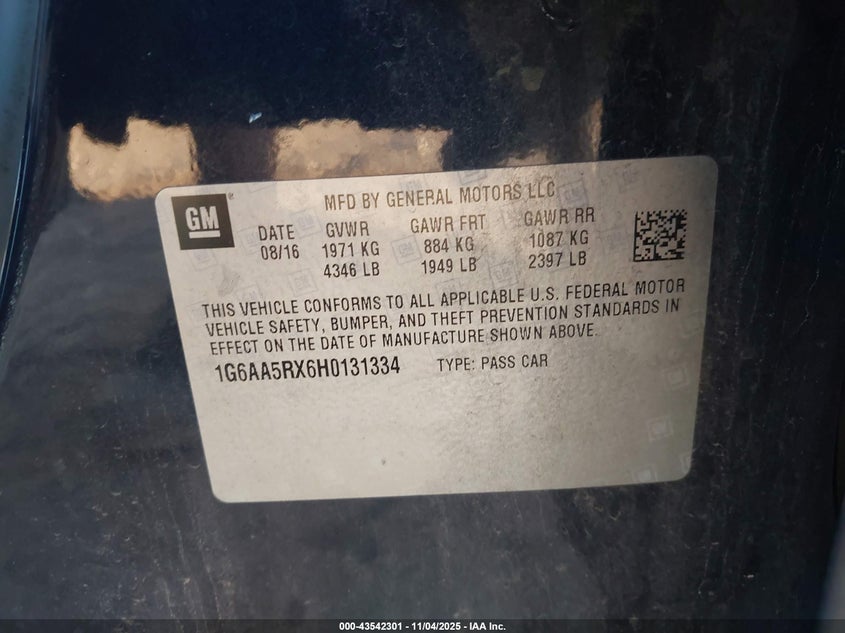 GM
MFD BY GENERAL MOTORS LLC
DATE GVWR GAWR FRT GAWR RR
08/16 1971 KG 884 KG 1087 KG
4346 LB 1949 LB 2397 LB
THIS VEHICLE CONFORMS TO ALL APPLICABLE U.S. FEDERAL MOTOR
VEHICLE SAFETY, BUMPER, AND THEFT PREVENTION STANDARDS IN
EFFECT ON THE DATE OF MANUFACTURE SHOWN ABOVE.
1G6AA5RX6H0131334 TYPE: PASS CAR
GM
000-43542301 - 11/04/2025 - IAA Inc.